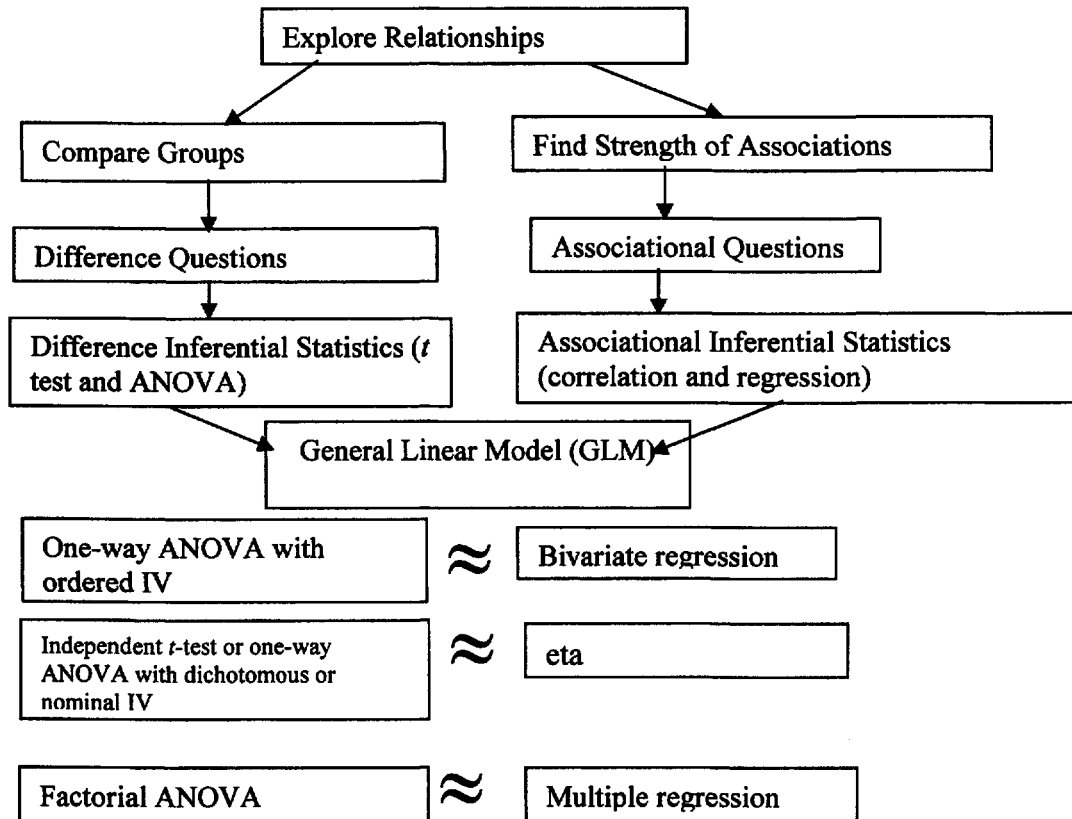 Explore Relationships
Compare Groups
Find Strength of Associations
Difference Questions
Associational Questions
Difference Inferential Statistics (t
test and ANOVA)
Associational Inferential Statistics
(correlation and regression)
General Linear Model (GLM)
One-way ANOVA with
ordered IV
≈
Bivariate regression
Independent t-test or one-way
ANOVA with dichotomous or
nominal IV
≈
eta
Factorial ANOVA
≈
Multiple regression